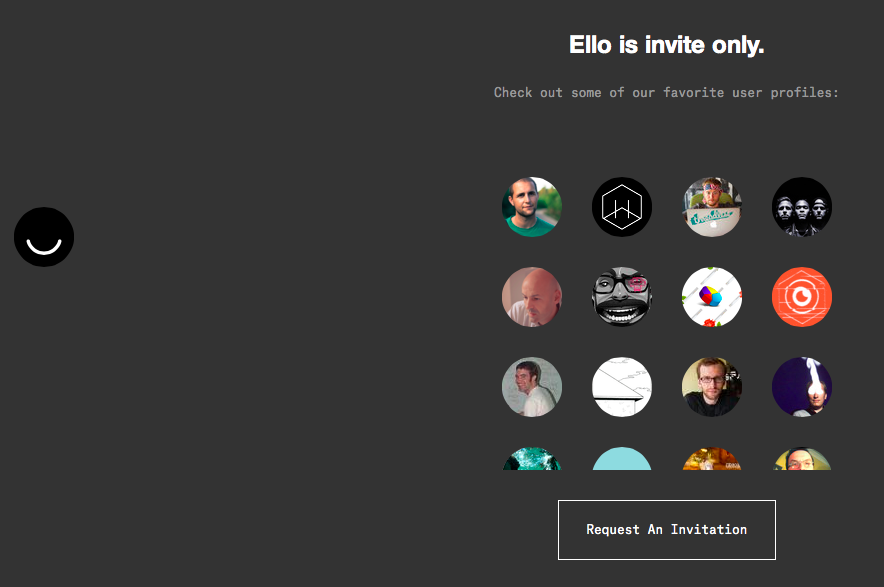 Ello is invite only.
Check out some of our favorite user profiles:
Request An Invitation